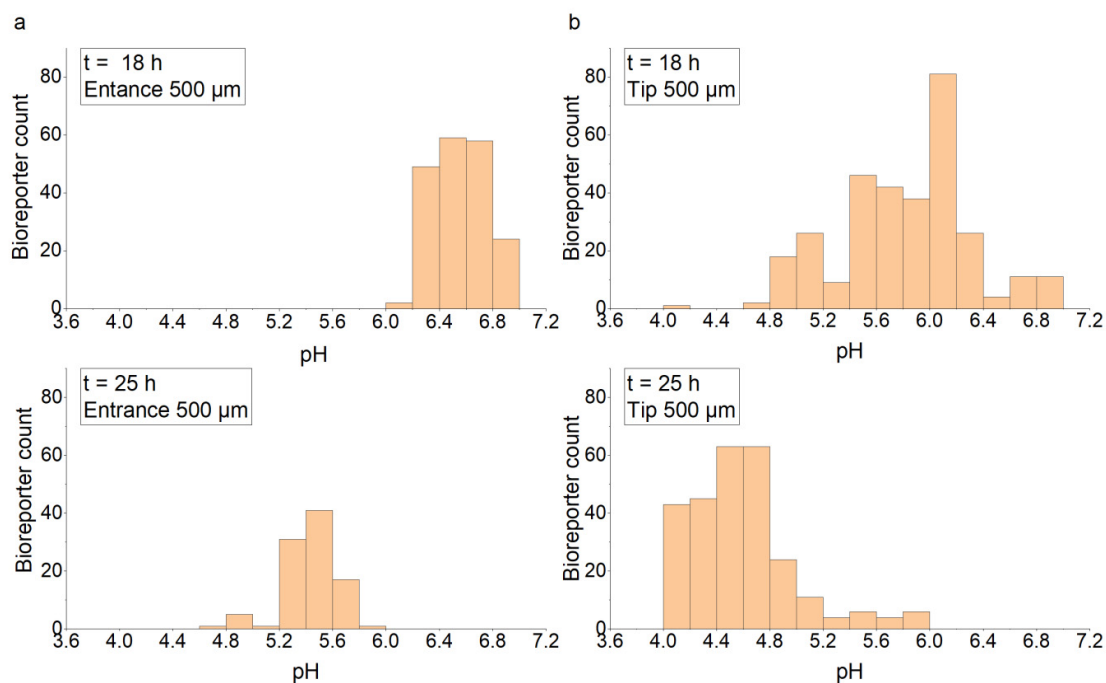 a
t = 18 h
Entance 500 µm
Bioreporter count
80
60
40
20
0
3.6 4.0 4.4 4.8 5.2 5.6 6.0 6.4 6.8 7.2
pH
b
t = 18 h
Tip 500 µm
Bioreporter count
80
60
40
20
0
3.6 4.0 4.4 4.8 5.2 5.6 6.0 6.4 6.8 7.2
pH
t = 25 h
Entrance 500 µm
Bioreporter count
80
60
40
20
0
3.6 4.0 4.4 4.8 5.2 5.6 6.0 6.4 6.8 7.2
pH
t = 25 h
Tip 500 µm
Bioreporter count
80
60
40
20
0
3.6 4.0 4.4 4.8 5.2 5.6 6.0 6.4 6.8 7.2
pH